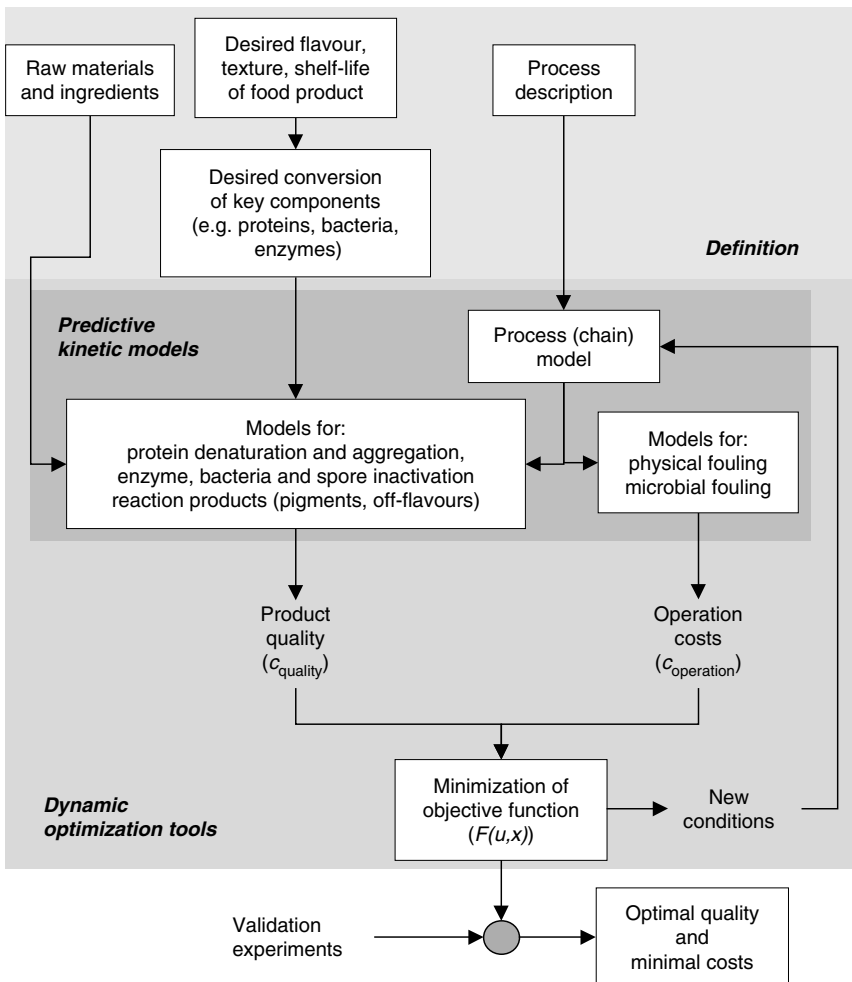 Raw materials
and ingredients
Desired flavour,
texture, shelf-life
of food product
Process
description
Desired conversion
of key components
(e.g. proteins, bacteria,
enzymes)
Definition
Predictive
kinetic models
Process (chain)
model
Models for:
protein denaturation and aggregation,
enzyme, bacteria and spore inactivation
reaction products (pigments, off-flavours)
Models for:
physical fouling
microbial fouling
Product
quality
(c_quality)
Operation
costs
(c_operation)
Dynamic
optimization tools
Minimization of
objective function
(F(u,x))
New
conditions
Validation
experiments
Optimal quality
and
minimal costs